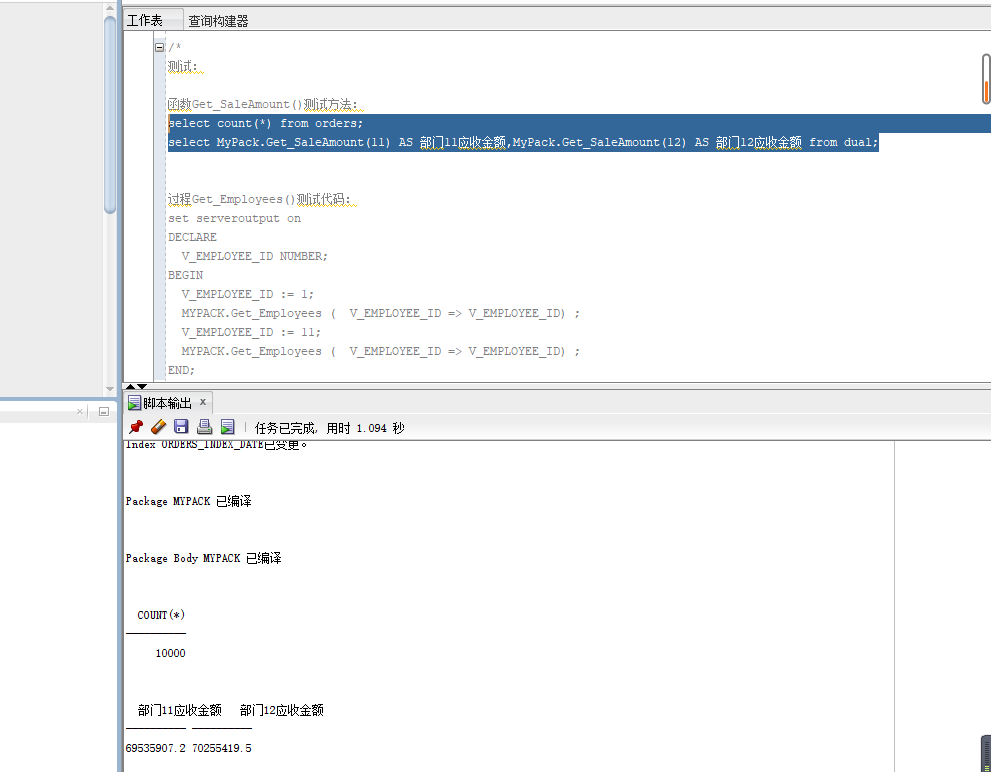 工作表 查询构建器
/*
测试:
函数Get_SaleAmount()测试方法:
select count(*) from orders;
select MyPack.Get_SaleAmount(11) AS 部门11应收金额,MyPack.Get_SaleAmount(12) AS 部门12应收金额 from dual;
过程Get_Employees()测试代码:
set serveroutput on
DECLARE
V_EMPLOYEE_ID NUMBER;
BEGIN
V_EMPLOYEE_ID := 1;
MYPACK.Get_Employees (  V_EMPLOYEE_ID => V_EMPLOYEE_ID) ;
V_EMPLOYEE_ID := 11;
MYPACK.Get_Employees (  V_EMPLOYEE_ID => V_EMPLOYEE_ID) ;
END;
脚本输出 x
任务已完成, 用时 1.094 秒
Index ORDERS_INDEX_DATE已变更。
Package MYPACK 已编译
Package Body MYPACK 已编译
COUNT(*)
----------
10000
部门11应收金额 部门12应收金额
---------- ----------
69535907.2 70255419.5